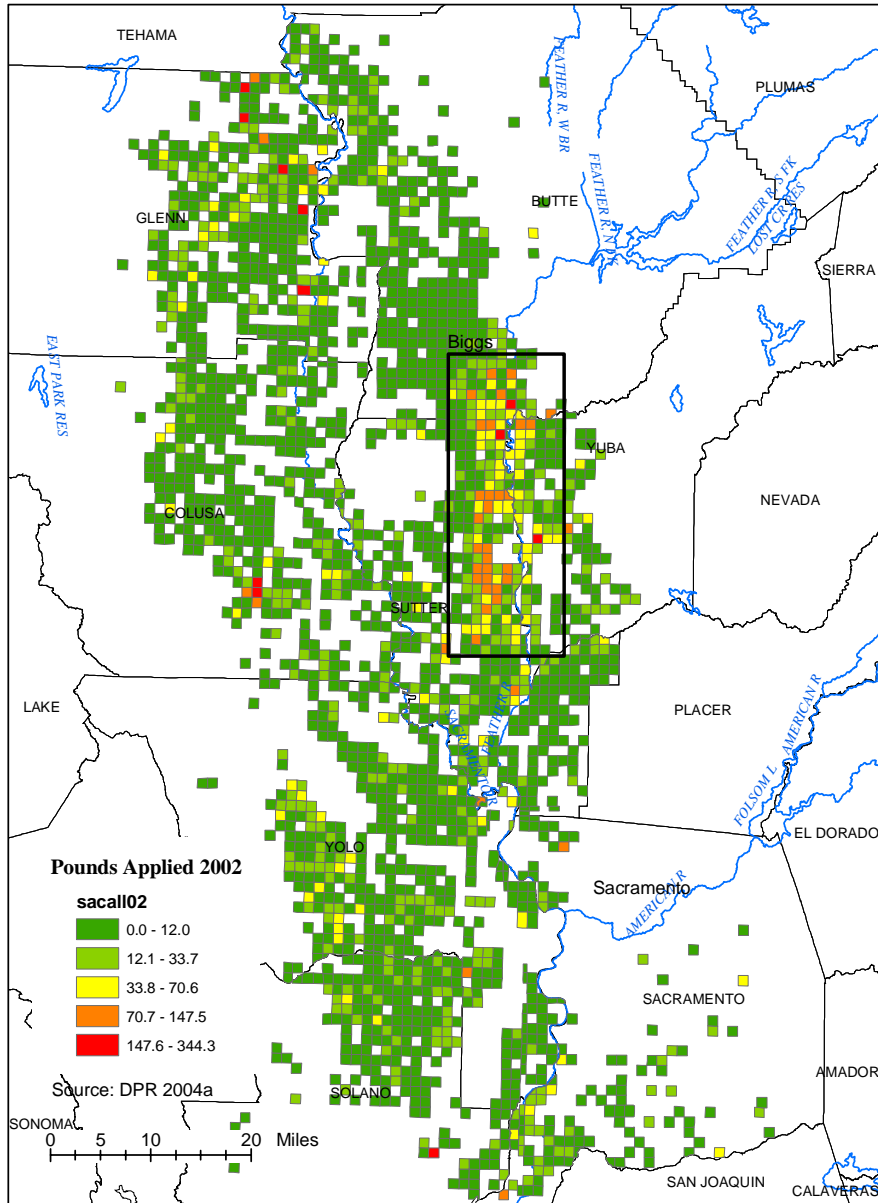 TEHAMA
PLUMAS
FEATHER R, W BR
FEATHER R, N
FEATHER R, S FK
LOST CR RES
BUTTE
GLENN
SIERRA
EAST PARK RES
Biggs
YUBA
NEVADA
COLUSA
SUTTER
LAKE
PLACER
FEATHER R
SACRAMENTO R
AMERICAN R
FOLSOM L
EL DORADO
YOLO
Pounds Applied 2002
sacall02
0.0 - 12.0
12.1 - 33.7
33.8 - 70.6
70.7 - 147.5
147.6 - 344.3
Source: DPR 2004a
Sacramento
AMERICAN R
SACRAMENTO
AMADOR
SOLANO
SONOMA
0 5 10 20
Miles
SAN JOAQUIN
CALAVERAS